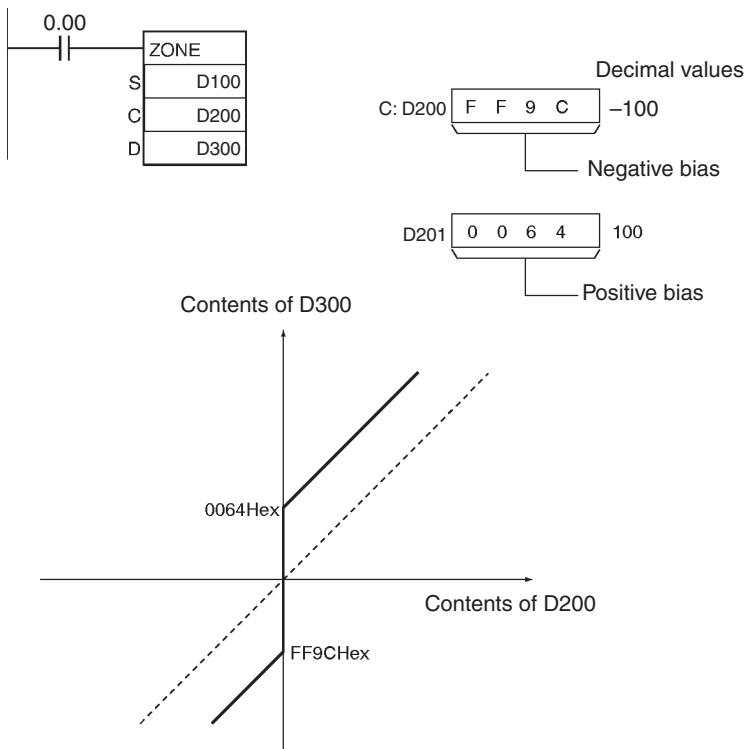 0.00
ZONE
S D100
C D200
D D300
Decimal values
C: D200 F F 9 C –100
Negative bias
D201 0 0 6 4 100
Positive bias
Contents of D300
0064Hex
Contents of D200
FF9CHex